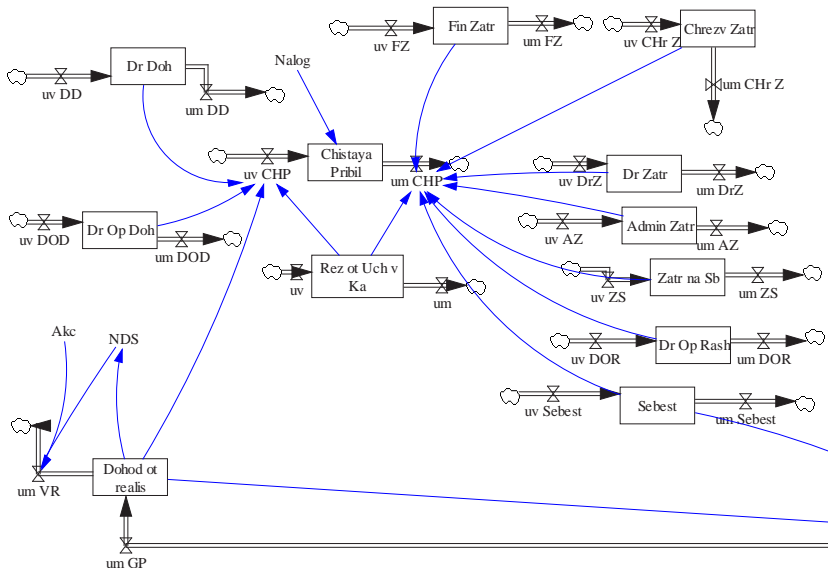 Fin Zatr
Chrezv Zatr
uv FZ
um FZ
uv CHr Z
Dr Doh
Nalog
um CHr Z
uv DD
um DD
Chistaya
Pribil
uv CHP
um CHP
uv DrZ
Dr Zatr
um DrZ
Dr Op Doh
uv DOD
um DOD
uv AZ
Admin Zatr
um AZ
Rez ot Uch v
Ka
uv
um
Zatr na Sb
uv ZS
um ZS
Akc
NDS
Dr Op Rash
uv DOR
um DOR
Sebest
uv Sebest
um Sebest
Dohod ot
realis
um VR
um GP